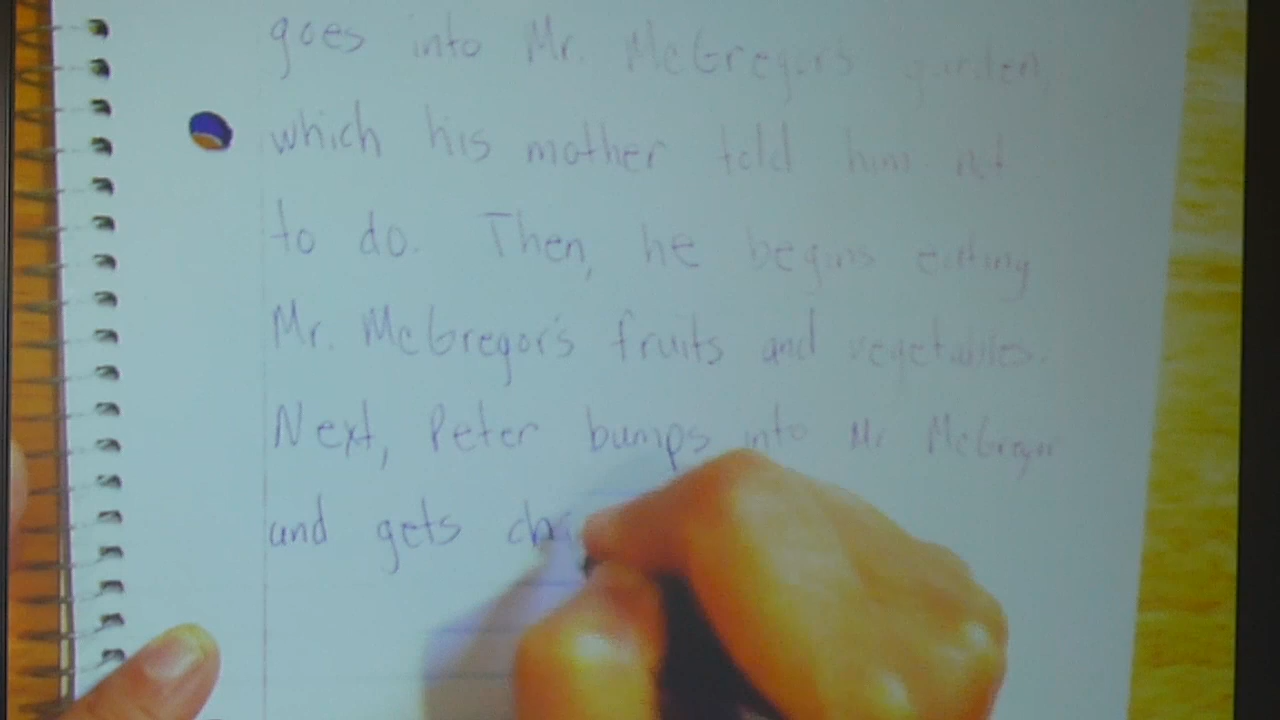 goes into Mr. McGregor's garden,
which his mother told him not
to do. Then, he begins eating
Mr. McGregor's fruits and vegetables.
Next, Peter bumps into Mr. McGregor
and gets